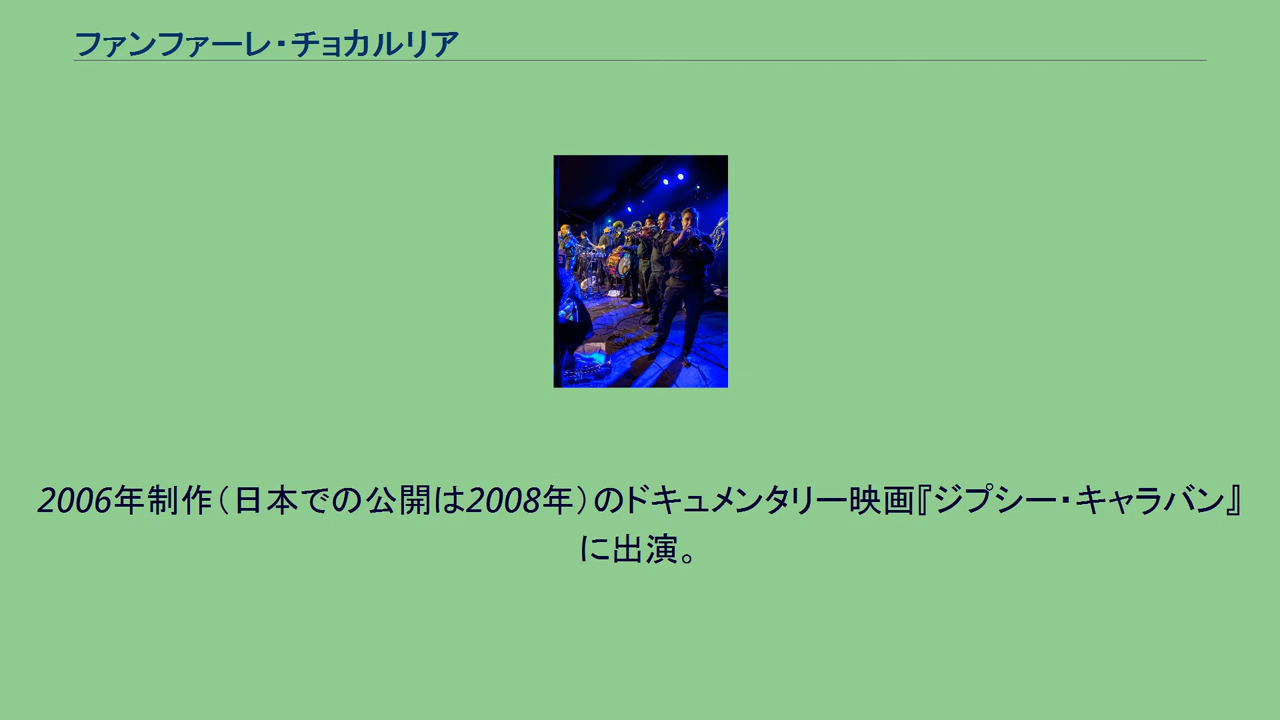 ファンファーレ・チョカルリア
2006年制作（日本での公開は2008年）のドキュメンタリー映画『ジプシー・キャラバン』
に出演。